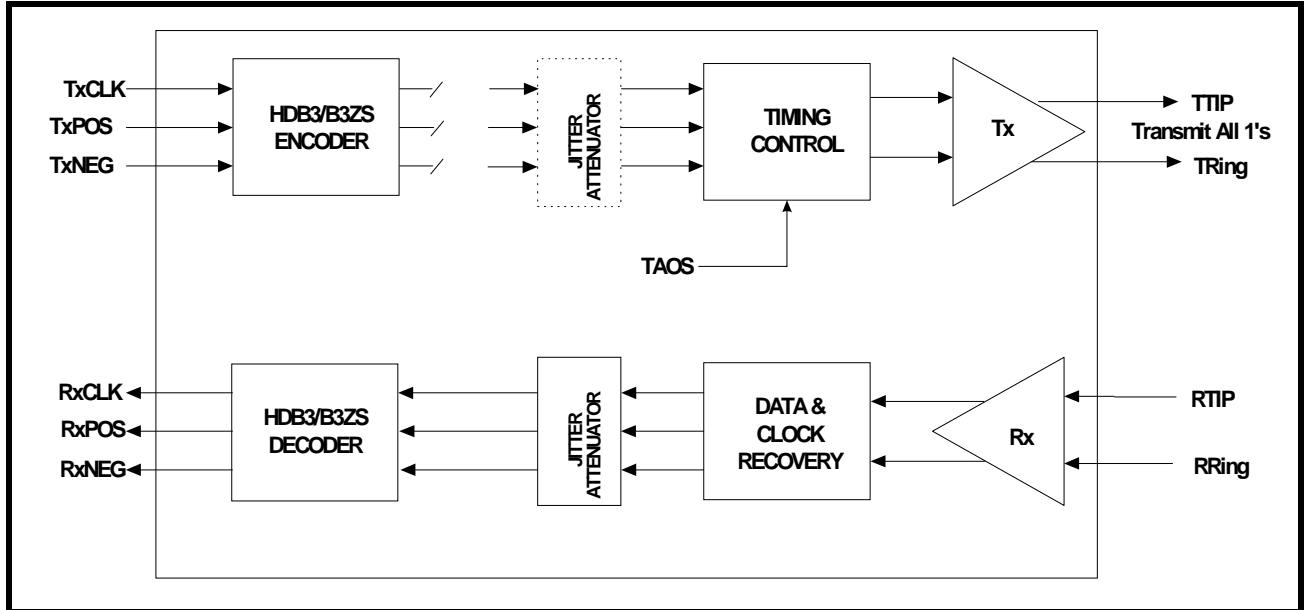 TxCLK
TxPOS
TxNEG
HDB3/B3ZS
ENCODER
JITTER
ATTENUATOR
TIMING
CONTROL
Tx
TTIP
Transmit All 1's
TRing
TAOS
RxCLK
RxPOS
RxNEG
HDB3/B3ZS
DECODER
JITTER
ATTENUATOR
DATA &
CLOCK
RECOVERY
Rx
RTIP
RRing